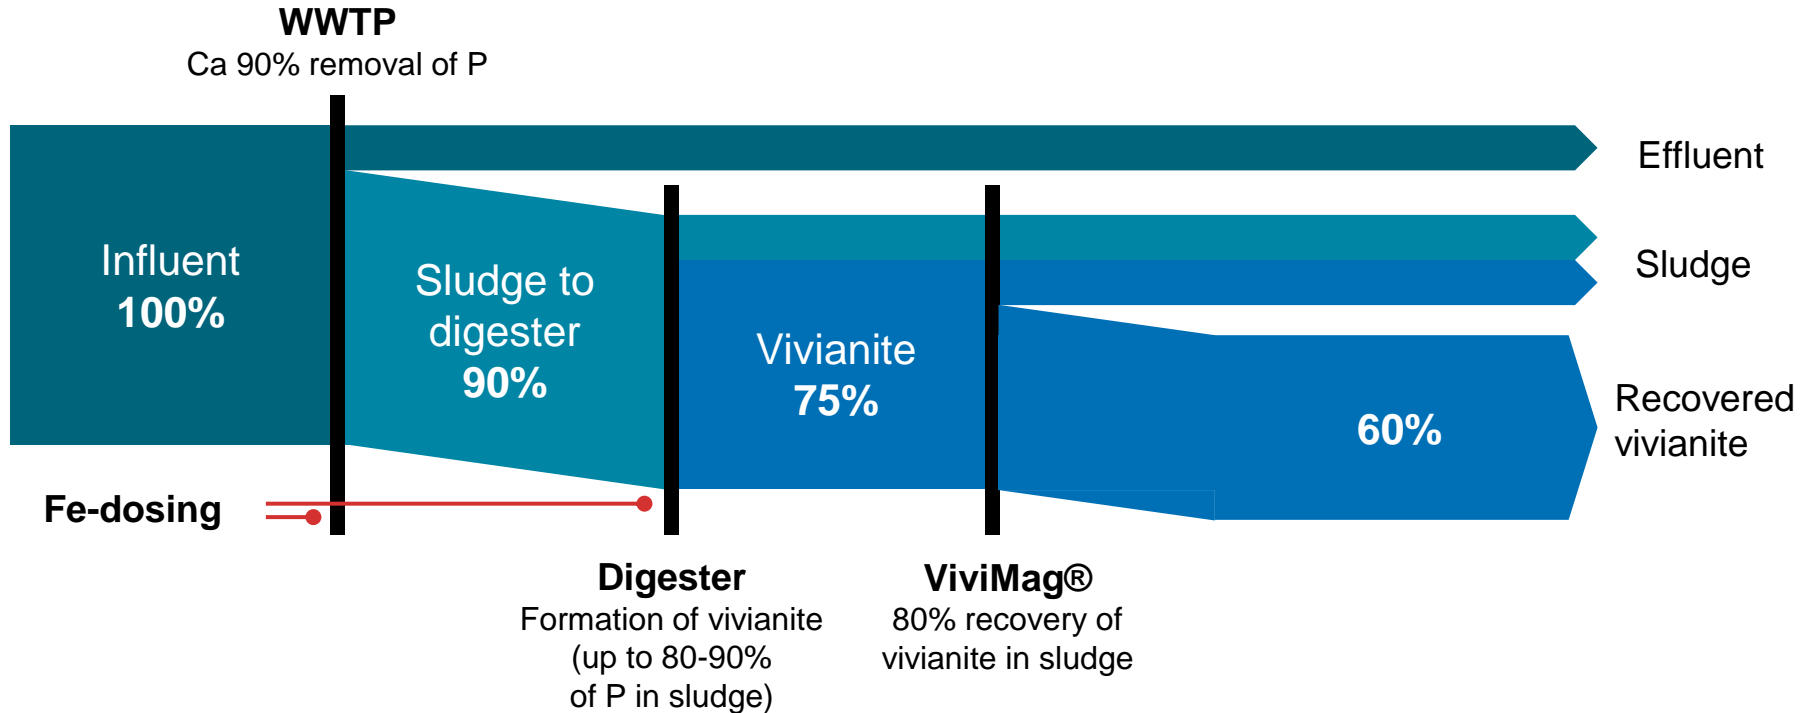 WWTP
Ca 90% removal of P
Influent
100%
Sludge to
digester
90%
Vivianite
75%
60%
Effluent
Sludge
Recovered
vivianite
Fe-dosing
Digester
Formation of vivianite
(up to 80-90%
of P in sludge)
ViviMag®
80% recovery of
vivianite in sludge